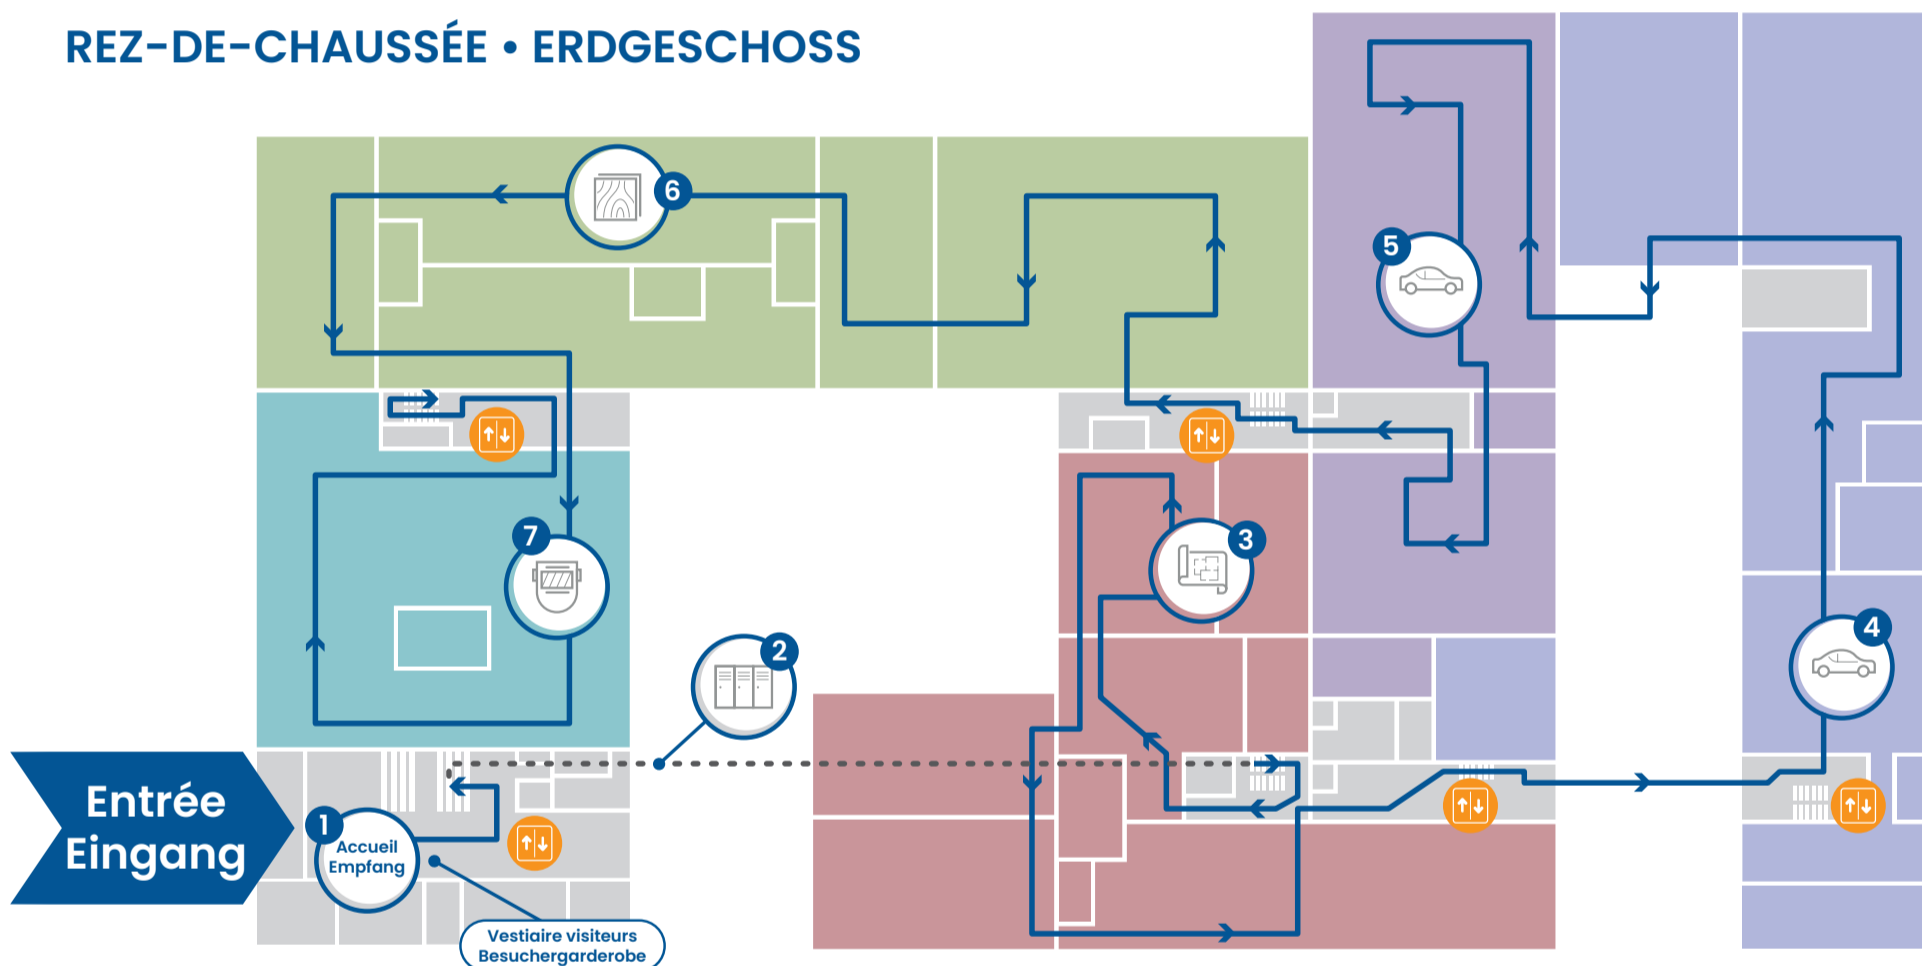 REZ-DE-CHAUSSÉE • ERDGESCHOSS
6
5
7
3
2
4
Entrée
Eingang
1
Accueil
Empfang
Vestiaire visiteurs
Besuchergarderobe